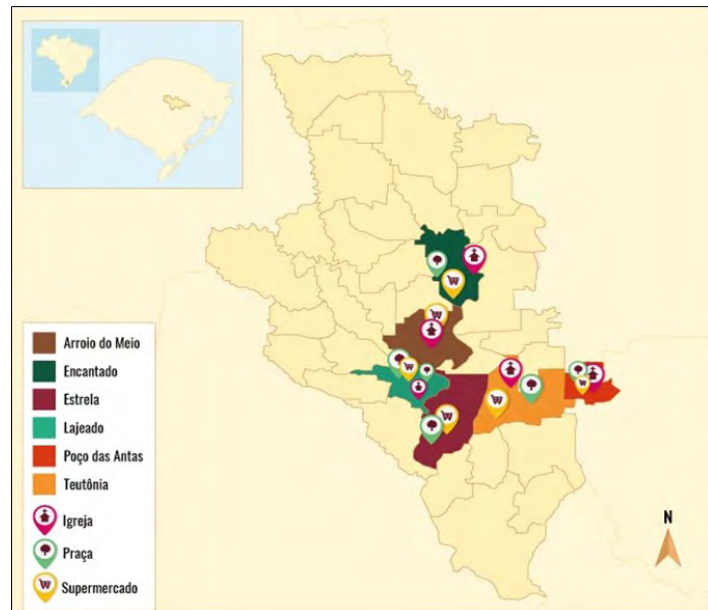 Arroio do Meio
Encantado
Estrela
Lajeado
Poço das Antas
Teutônia
Igreja
Praça
Supermercado
N